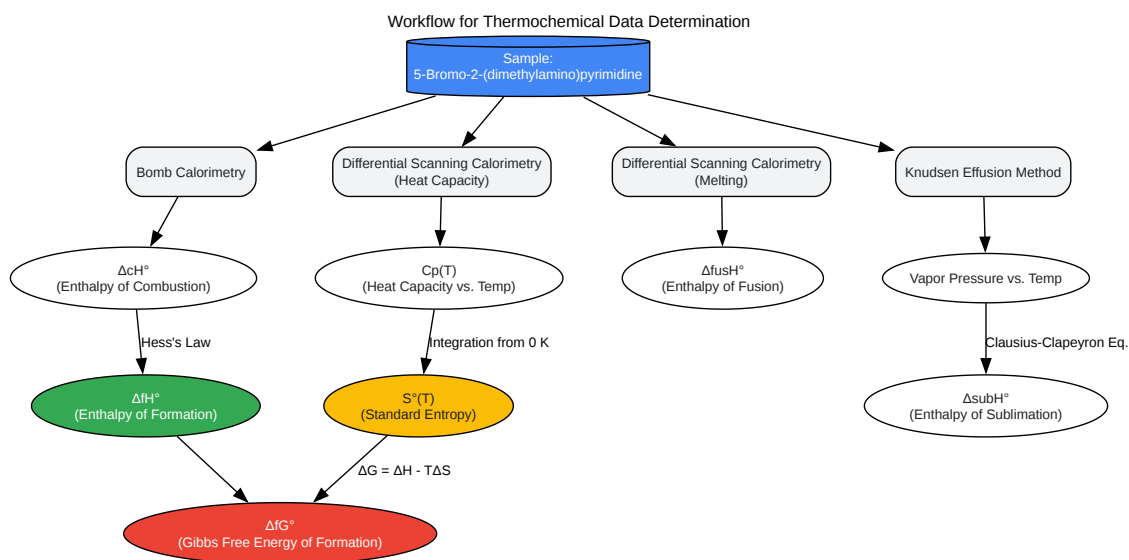 Workflow for Thermochemical Data Determination
Sample:
5-Bromo-2-(dimethylamino)pyrimidine
Bomb Calorimetry
Differential Scanning Calorimetry
(Heat Capacity)
Differential Scanning Calorimetry
(Melting)
Knudsen Effusion Method
ΔcH°
(Enthalpy of Combustion)
Cp(T)
(Heat Capacity vs. Temp)
ΔfusH°
(Enthalpy of Fusion)
Vapor Pressure vs. Temp
Hess's Law
Integration from 0 K
Clausius-Clapeyron Eq.
ΔfH°
(Enthalpy of Formation)
S°(T)
(Standard Entropy)
ΔsubH°
(Enthalpy of Sublimation)
ΔG = ΔH - TΔS
ΔfG°
(Gibbs Free Energy of Formation)